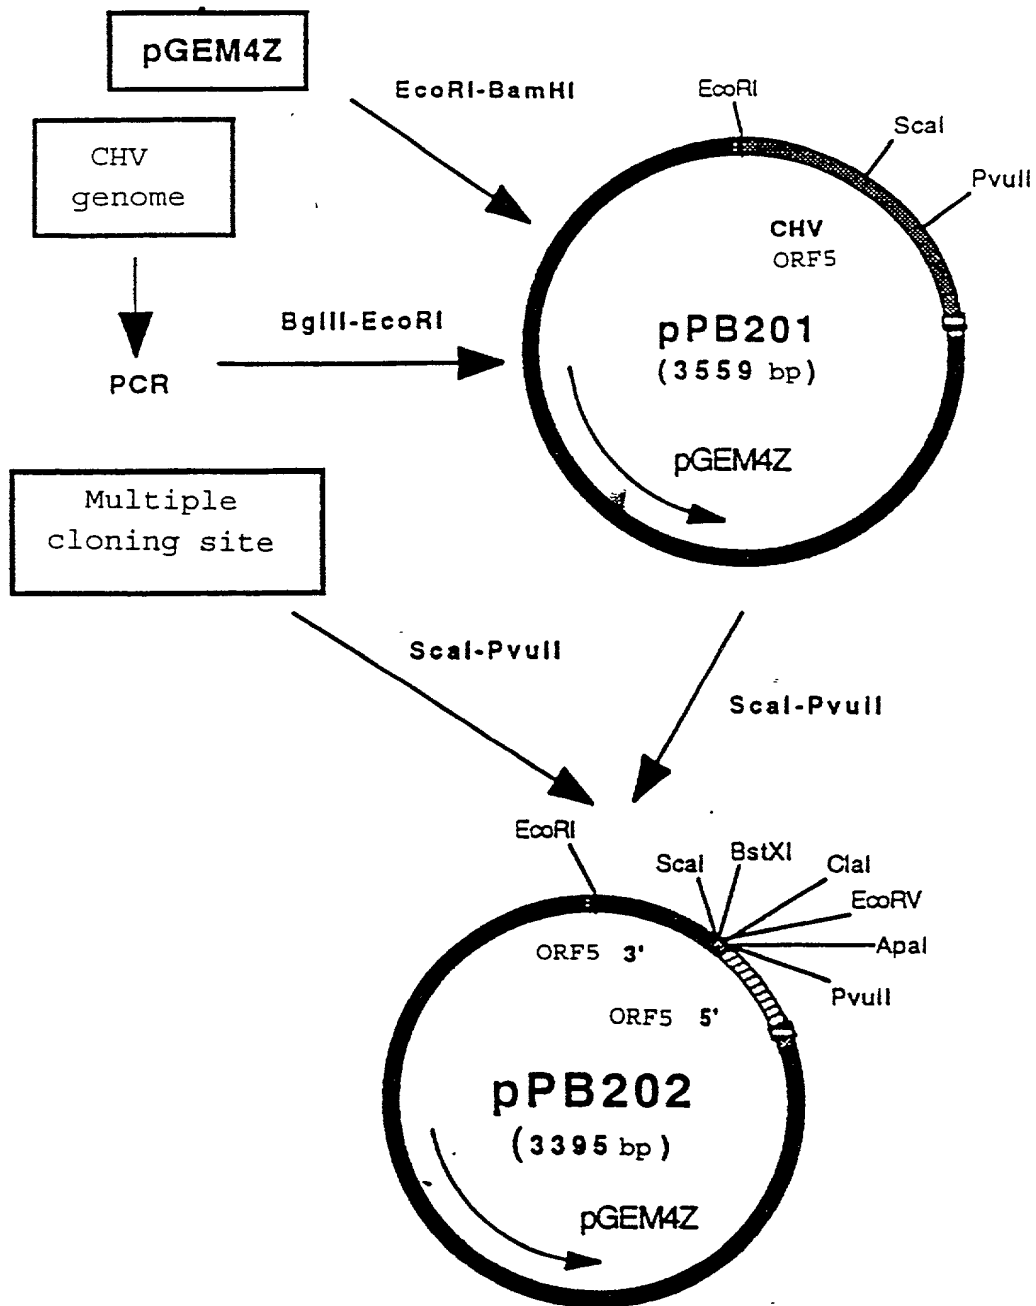 pGEM4Z
EcoRI-BamHI
CHV
genome
BglII-EcoRI
PCR
EcoRI
ScaI
PvuII
CHV
ORF5
pPB201
(3559 bp)
pGEM4Z
Multiple
cloning site
ScaI-PvuII
ScaI-PvuII
EcoRI
ScaI
BstXI
ClaI
EcoRV
ApaI
PvuII
ORF5 3'
ORF5 5'
pPB202
(3395 bp)
pGEM4Z